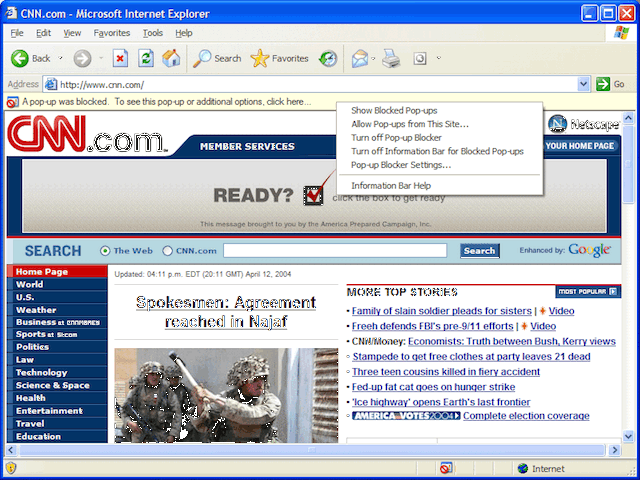 CNN.com - Microsoft Internet Explorer
File Edit View Favorites Tools Help
Back Search Favorites
Address http://www.cnn.com/ Go
A pop-up was blocked. To see this pop-up or additional options, click here...
Show Blocked Pop-ups
Allow Pop-ups from This Site...
Turn off Pop-up Blocker
Turn off Information Bar for Blocked Pop-ups
Pop-up Blocker Settings...
Information Bar Help
CNN.com
MEMBER SERVICES
Netscape
YOUR HOME PAGE
READY? click the box to get ready
This message brought to you by the America Prepared Campaign, Inc.
SEARCH The Web CNN.com Search Enhanced by: Google
Home Page
World
U.S.
Weather
Business at CNNMONEY
Sports at SI.com
Politics
Law
Technology
Science & Space
Health
Entertainment
Travel
Education
Updated: 04:11 p.m. EDT (20:11 GMT) April 12, 2004
Spokesmen: Agreement
reached in Najaf
MORE TOP STORIES
MOST POPULAR
• Family of slain soldier pleads for sisters | Video
• Freeh defends FBI's pre-9/11 efforts | Video
• CNN/Money: Economists: Truth between Bush, Kerry views
• Stampede to get free clothes at party leaves 21 dead
• Three teen cousins killed in fiery accident
• Fed-up fat cat goes on hunger strike
• 'Ice highway' opens Earth's last frontier
• AMERICA VOTES 2004 Complete election coverage
Internet